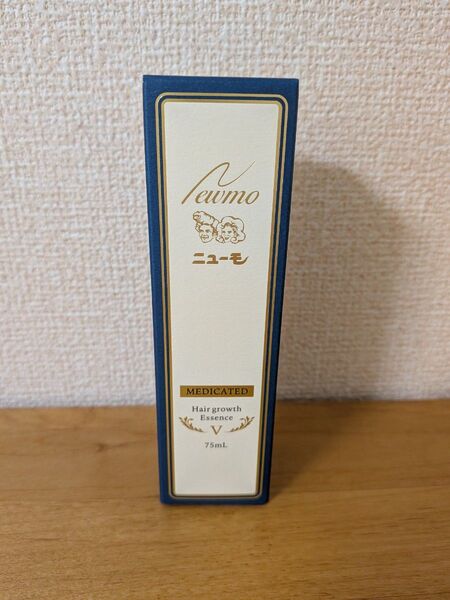 Newmo
ニューモ
MEDICATED
Hair growth
Essence
V
75mL